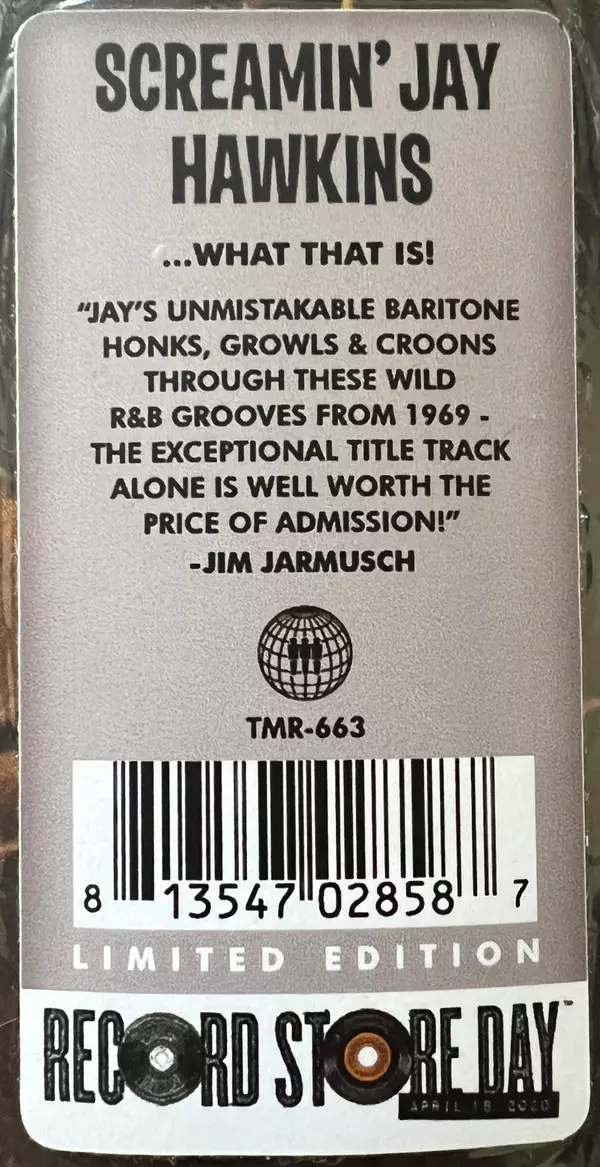 SCREAMIN' JAY
HAWKINS
...WHAT THAT IS!
"JAY'S UNMISTAKABLE BARITONE
HONKS, GROWLS & CROONS
THROUGH THESE WILD
R&B GROOVES FROM 1969 -
THE EXCEPTIONAL TITLE TRACK
ALONE IS WELL WORTH THE
PRICE OF ADMISSION!"
-JIM JARMUSCH
TMR-663
8 13547 02858 7
LIMITED EDITION
RECORD STORE DAY™
APRIL 18 2020